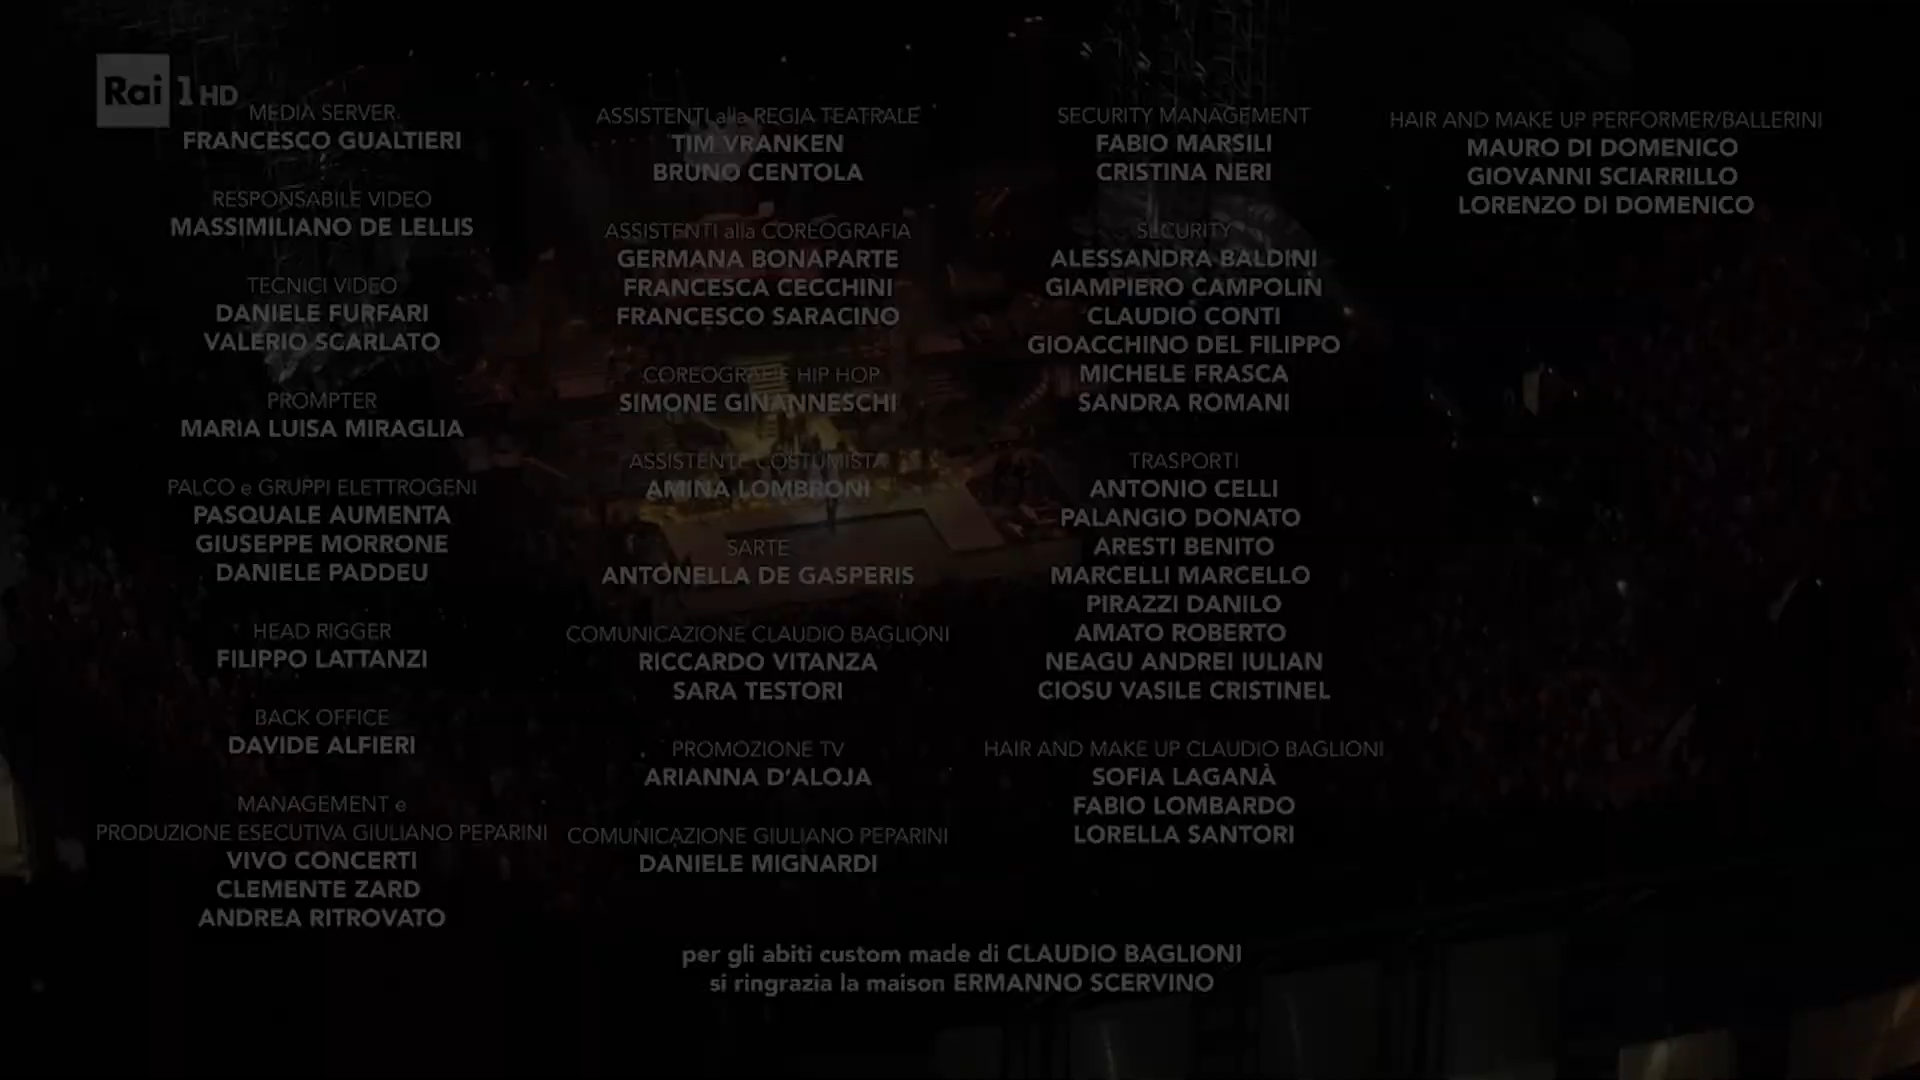 Rai 1 HD
MEDIA SERVER
FRANCESCO GUALTIERI
RESPONSABILE VIDEO
MASSIMILIANO DE LELLIS
TECNICI VIDEO
DANIELE FURFARI
VALERIO SCARLATO
PROMPTER
MARIA LUISA MIRAGLIA
PALCO e GRUPPI ELETTROGENI
PASQUALE AUMENTA
GIUSEPPE MORRONE
DANIELE PADDEU
HEAD RIGGER
FILIPPO LATTANZI
BACK OFFICE
DAVIDE ALFIERI
MANAGEMENT e
PRODUZIONE ESECUTIVA GIULIANO PEPARINI
VIVO CONCERTI
CLEMENTE ZARD
ANDREA RITROVATO
ASSISTENTI alla REGIA TEATRALE
TIM VRANKEN
BRUNO CENTOLA
ASSISTENTI alla COREOGRAFIA
GERMANA BONAPARTE
FRANCESCA CECCHINI
FRANCESCO SARACINO
COREOGRAFIE HIP HOP
SIMONE GINANNESCHI
ASSISTENTE COSTUMISTA
AMINA LOMBRONI
SARTE
ANTONELLA DE GASPERIS
COMUNICAZIONE CLAUDIO BAGLIONI
RICCARDO VITANZA
SARA TESTORI
PROMOZIONE TV
ARIANNA D'ALOJA
COMUNICAZIONE GIULIANO PEPARINI
DANIELE MIGNARDI
SECURITY MANAGEMENT
FABIO MARSILI
CRISTINA NERI
SECURITY
ALESSANDRA BALDINI
GIAMPIERO CAMPOLIN
CLAUDIO CONTI
GIOACCHINO DEL FILIPPO
MICHELE FRASCA
SANDRA ROMANI
TRASPORTI
ANTONIO CELLI
PALANGIO DONATO
ARESTI BENITO
MARCELLI MARCELLO
PIRAZZI DANILO
AMATO ROBERTO
NEAGU ANDREI IULIAN
CIOSU VASILE CRISTINEL
HAIR AND MAKE UP CLAUDIO BAGLIONI
SOFIA LAGANÀ
FABIO LOMBARDO
LORELLA SANTORI
HAIR AND MAKE UP PERFORMER/BALLERINI
MAURO DI DOMENICO
GIOVANNI SCIARRILLO
LORENZO DI DOMENICO
per gli abiti custom made di CLAUDIO BAGLIONI
si ringrazia la maison ERMANNO SCERVINO